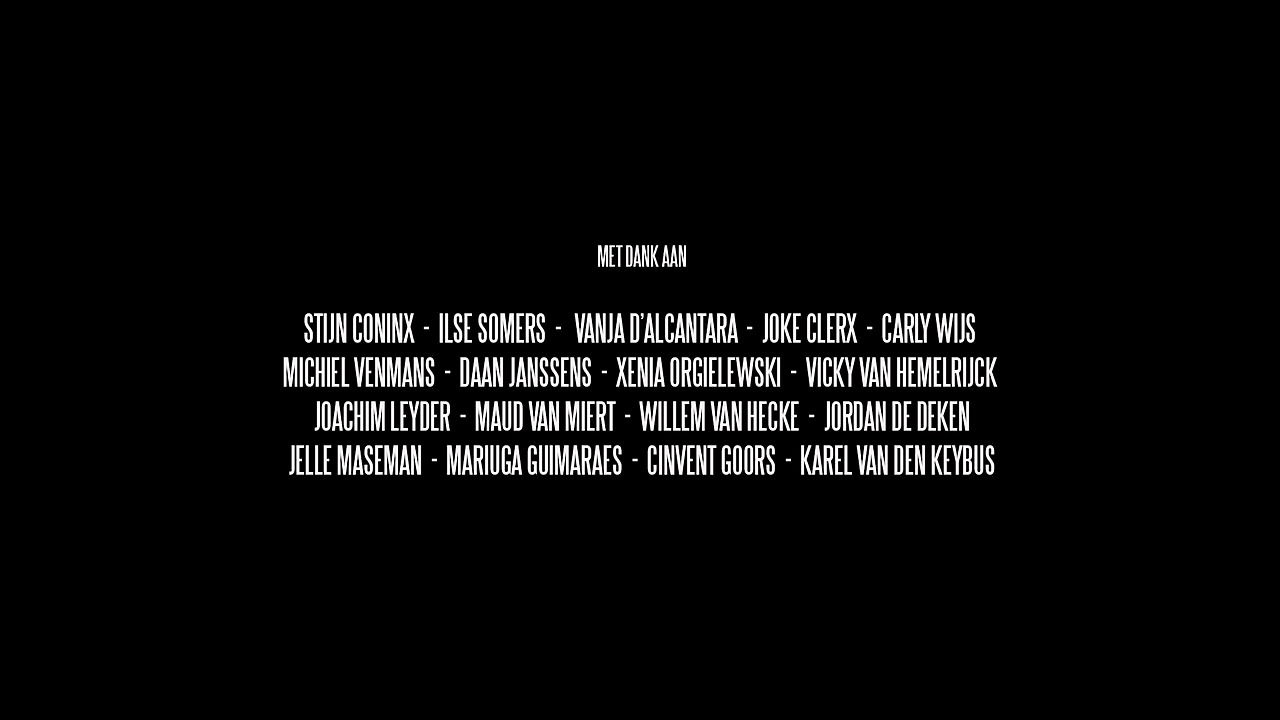 MET DANK AAN
STIJN CONINX - ILSE SOMERS - VANJA D'ALCANTARA - JOKE CLERX - CARLY WIJS
MICHIEL VENMANS - DAAN JANSSENS - XENIA ORGIELEWSKI - VICKY VAN HEMELRIJCK
JOACHIM LEYDER - MAUD VAN MIERT - WILLEM VAN HECKE - JORDAN DE DEKEN
JELLE MASEMAN - MARIUGA GUIMARAES - CINVENT GOORS - KAREL VAN DEN KEYBUS